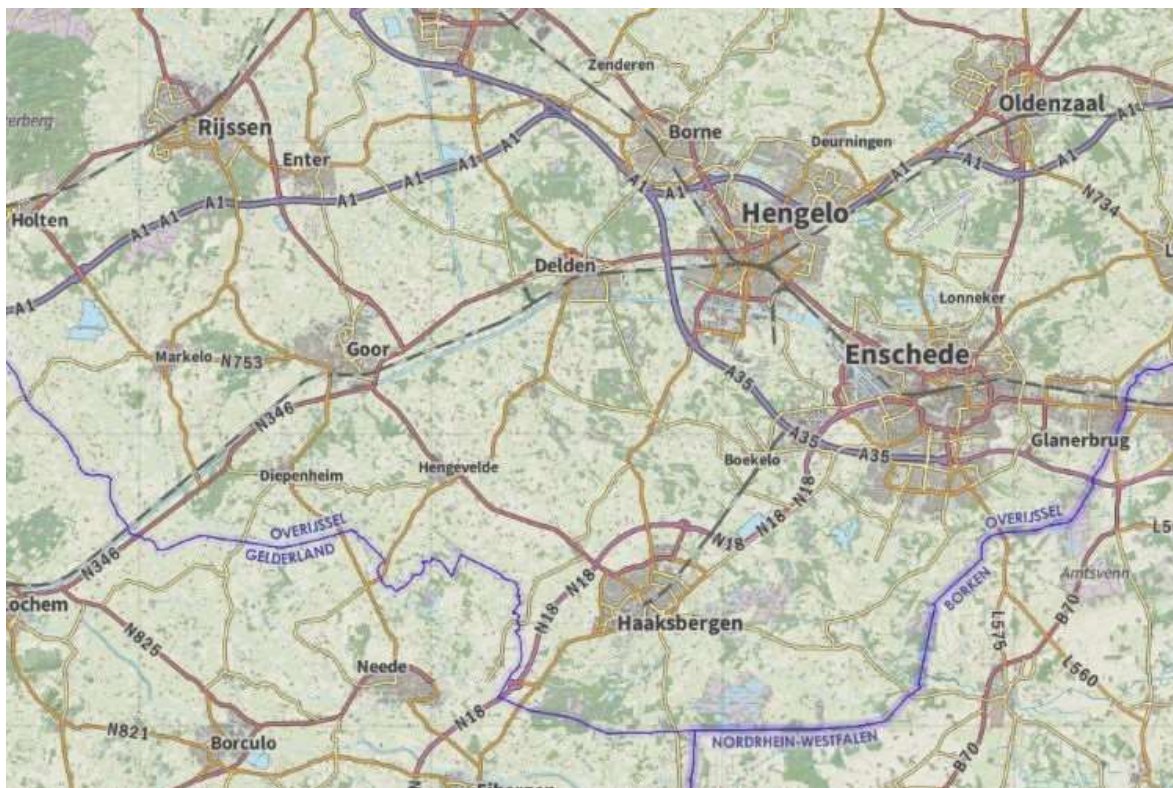 Zenderen
Oldenzaal
A1
Rijssen
Borne
Deurningen
Enter
A1
A1
A1
A1
A1
A1
A1
A1
A1
A1
A1
N734
Holten
A1
A1
Hengelo
Delden
A1
Lonneker
Markelo
N753
Goor
Enschede
A35
N346
A35
A35
Glanerbrug
Diepenheim
Hengevelde
Boekelo
N18
N18
N18
OVERIJSSEL
GELDERLAND
OVERIJSSEL
N346
N18
N18
BORKEN
Amtsvenn
B70
Haaksbergen
L575
N825
Neede
L560
N18
N821
Borculo
NORDRHEIN-WESTFALEN
B70